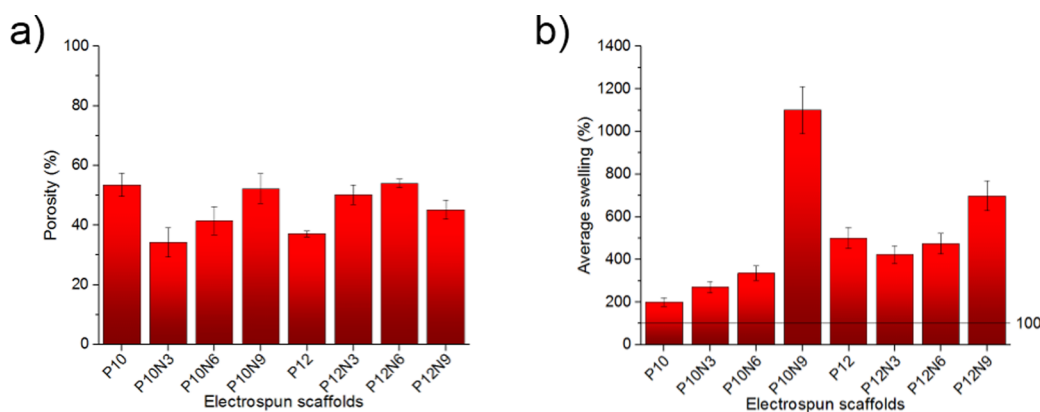 a)
Porosity (%)
100
80
60
40
20
0
P10
P10N3
P10N6
P10N9
P12
P12N3
P12N6
P12N9
Electrospun scaffolds
b)
Average swelling (%)
1400
1200
1000
800
600
400
200
0
100
P10
P10N3
P10N6
P10N9
P12
P12N3
P12N6
P12N9
Electrospun scaffolds